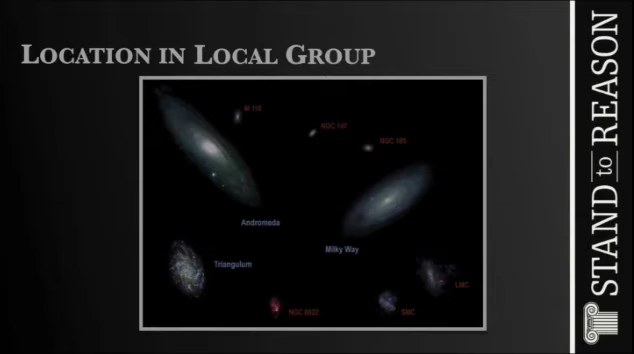 LOCATION IN LOCAL GROUP
M 110
NGC 147
NGC 185
Andromeda
Milky Way
Triangulum
LMC
NGC 6822
SMC
STAND to REASON